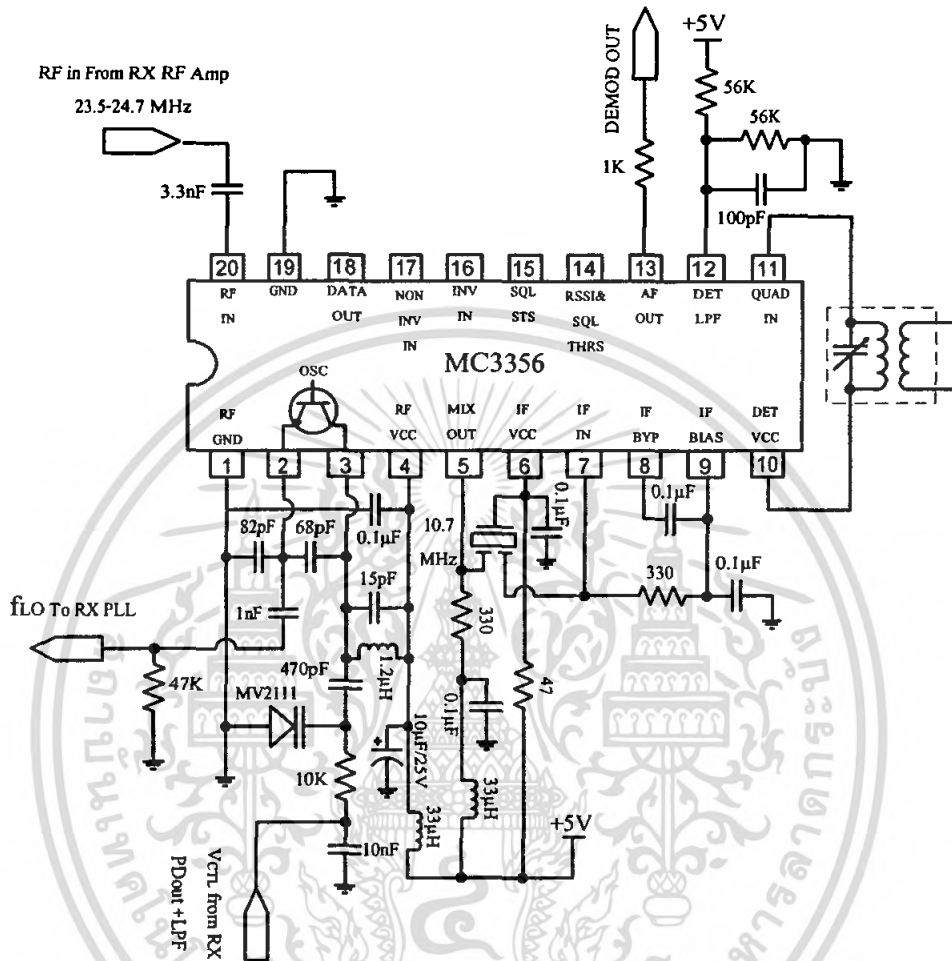 RF in From RX RF Amp
23.5-24.7 MHz
3.3nF
DEMOD OUT
1K
+5V
56K
56K
100pF
20
19
18
17
16
15
14
13
12
11
RF IN
GND
DATA OUT
NON INV IN
INV IN
SQL STS
RSSI& SQL THRS
AF OUT
DET LPF
QUAD IN
MC3356
OSC
RF GND
RF VCC
MIX OUT
IF VCC
IF IN
IF BYP
IF BIAS
DET VCC
1
2
3
4
5
6
7
8
9
10
82pF
68pF
0.1µF
10.7 MHz
0.1µF
0.1µF
0.1µF
15pF
1nF
330
330
fLO To RX PLL
47K
470pF
1.2µH
MV2111
10µF/25V
0.1µF
47
10K
33µH
33µH
+5V
10nF
VCTL from RX
PDout +LPF